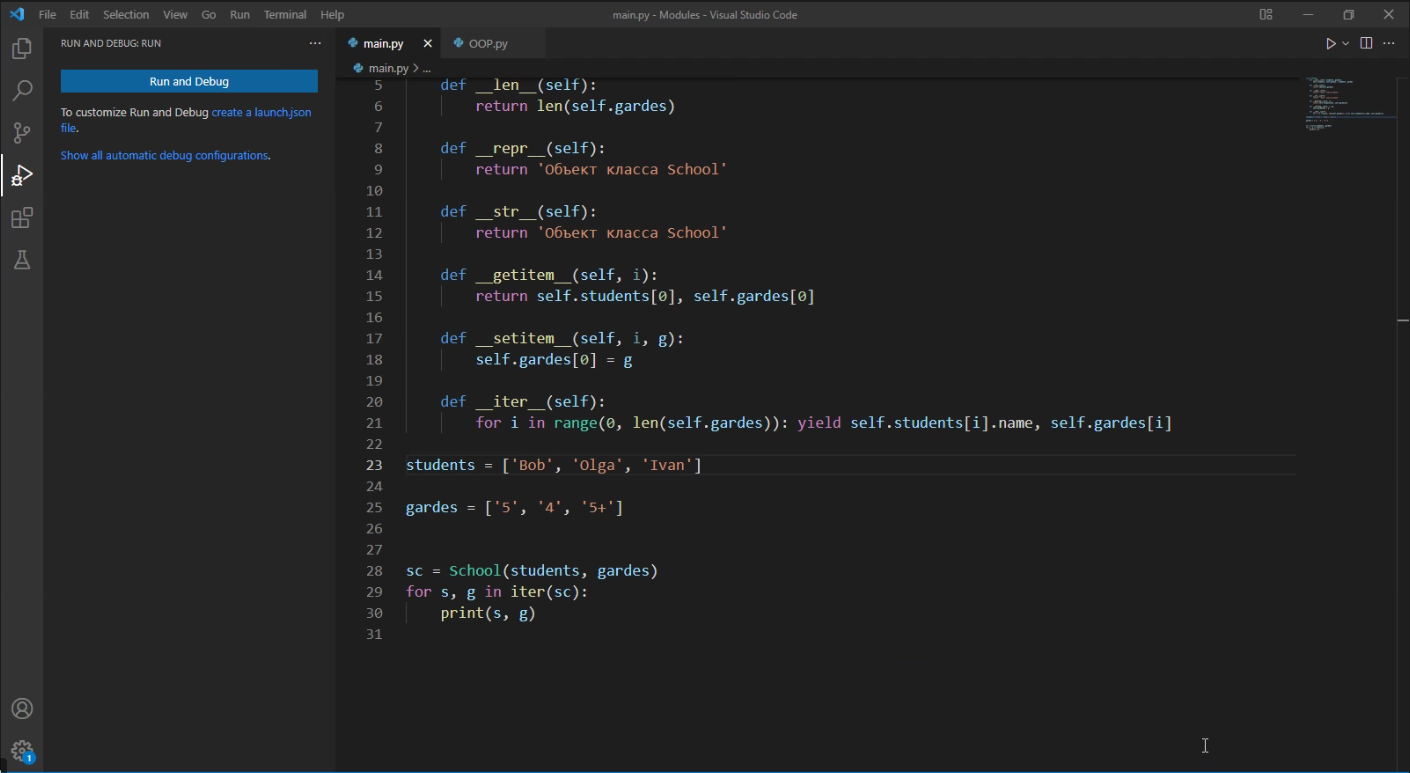 File Edit Selection View Go Run Terminal Help
main.py - Modules - Visual Studio Code
RUN AND DEBUG: RUN
Run and Debug
To customize Run and Debug create a launch.json
file.
Show all automatic debug configurations.
main.py
OOP.py
main.py > ...
5 def __len__(self):
6 return len(self.gardes)
7
8 def __repr__(self):
9 return 'Объект класса School'
10
11 def __str__(self):
12 return 'Объект класса School'
13
14 def __getitem__(self, i):
15 return self.students[0], self.gardes[0]
16
17 def __setitem__(self, i, g):
18 self.gardes[0] = g
19
20 def __iter__(self):
21 for i in range(0, len(self.gardes)): yield self.students[i].name, self.gardes[i]
22
23 students = ['Bob', 'Olga', 'Ivan']
24
25 gardes = ['5', '4', '5+']
26
27
28 sc = School(students, gardes)
29 for s, g in iter(sc):
30 print(s, g)
31
1